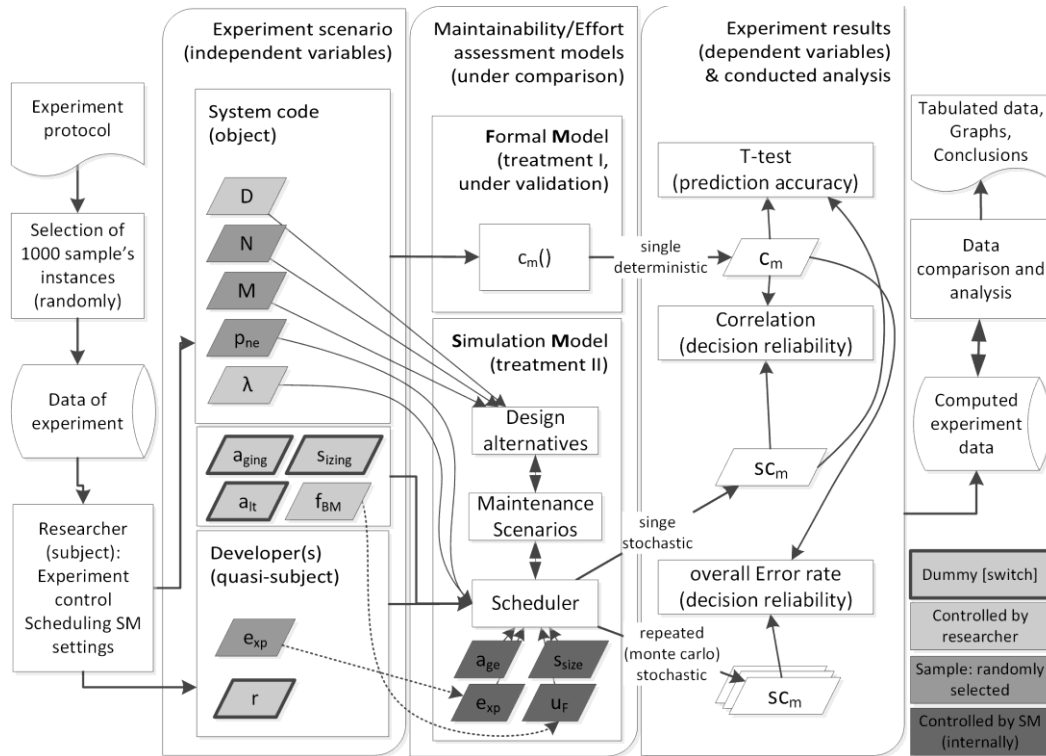 Experiment
protocol
Selection of
1000 sample's
instances
(randomly)
Data of
experiment
Researcher
(subject):
Experiment
control
Scheduling SM
settings
Experiment scenario
(independent variables)
System code
(object)
D
N
M
pne
λ
aging
sizing
alt
fBM
Developer(s)
(quasi-subject)
exp
r
Maintainability/Effort
assessment models
(under comparison)
Formal Model
(treatment I,
under validation)
cm()
Simulation Model
(treatment II)
Design
alternatives
Maintenance
Scenarios
Scheduler
age
ssize
exp
uF
single
deterministic
singe
stochastic
repeated
(monte carlo)
stochastic
Experiment results
(dependent variables)
& conducted analysis
T-test
(prediction accuracy)
cm
Correlation
(decision reliability)
scm
overall Error rate
(decision reliability)
scm
Tabulated data,
Graphs,
Conclusions
Data
comparison and
analysis
Computed
experiment
data
Dummy [switch]
Controlled by
researcher
Sample: randomly
selected
Controlled by SM
(internally)